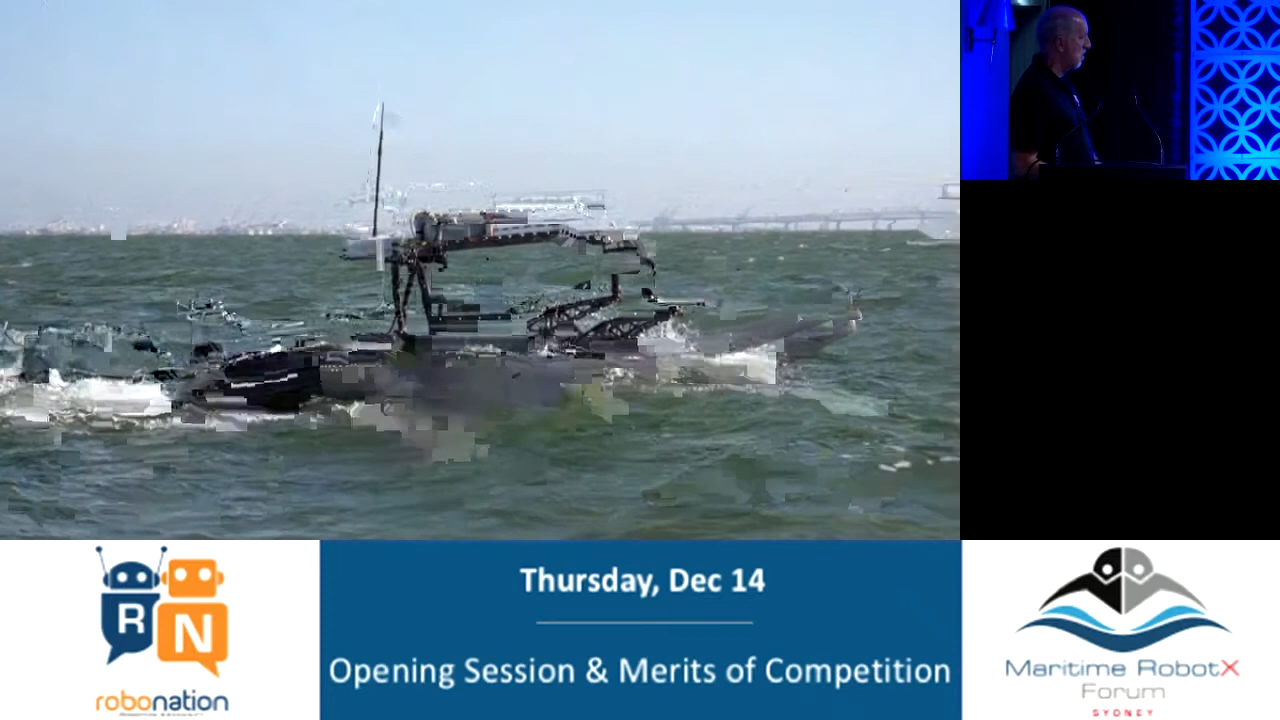 Thursday, Dec 14
Opening Session & Merits of Competition
R
N
robonation
Maritime RobotX
Forum
SYDNEY